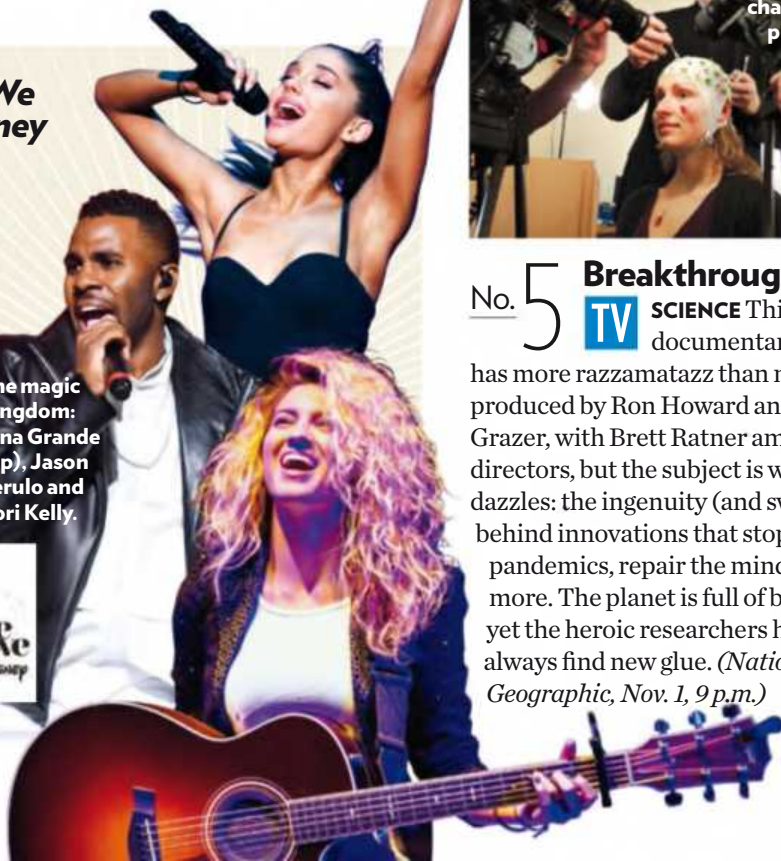 We
ney
he magic
ngdom:
na Grande
p), Jason
erulo and
ori Kelly.
cha
p
No. 5
Breakthroug
TV
SCIENCE Thi
documentar
has more razzamatazz than m
produced by Ron Howard an
Grazer, with Brett Ratner am
directors, but the subject is w
dazzles: the ingenuity (and sw
behind innovations that stop
pandemics, repair the mind
more. The planet is full of b
yet the heroic researchers h
always find new glue. (Natio
Geographic, Nov. 1, 9 p.m.)